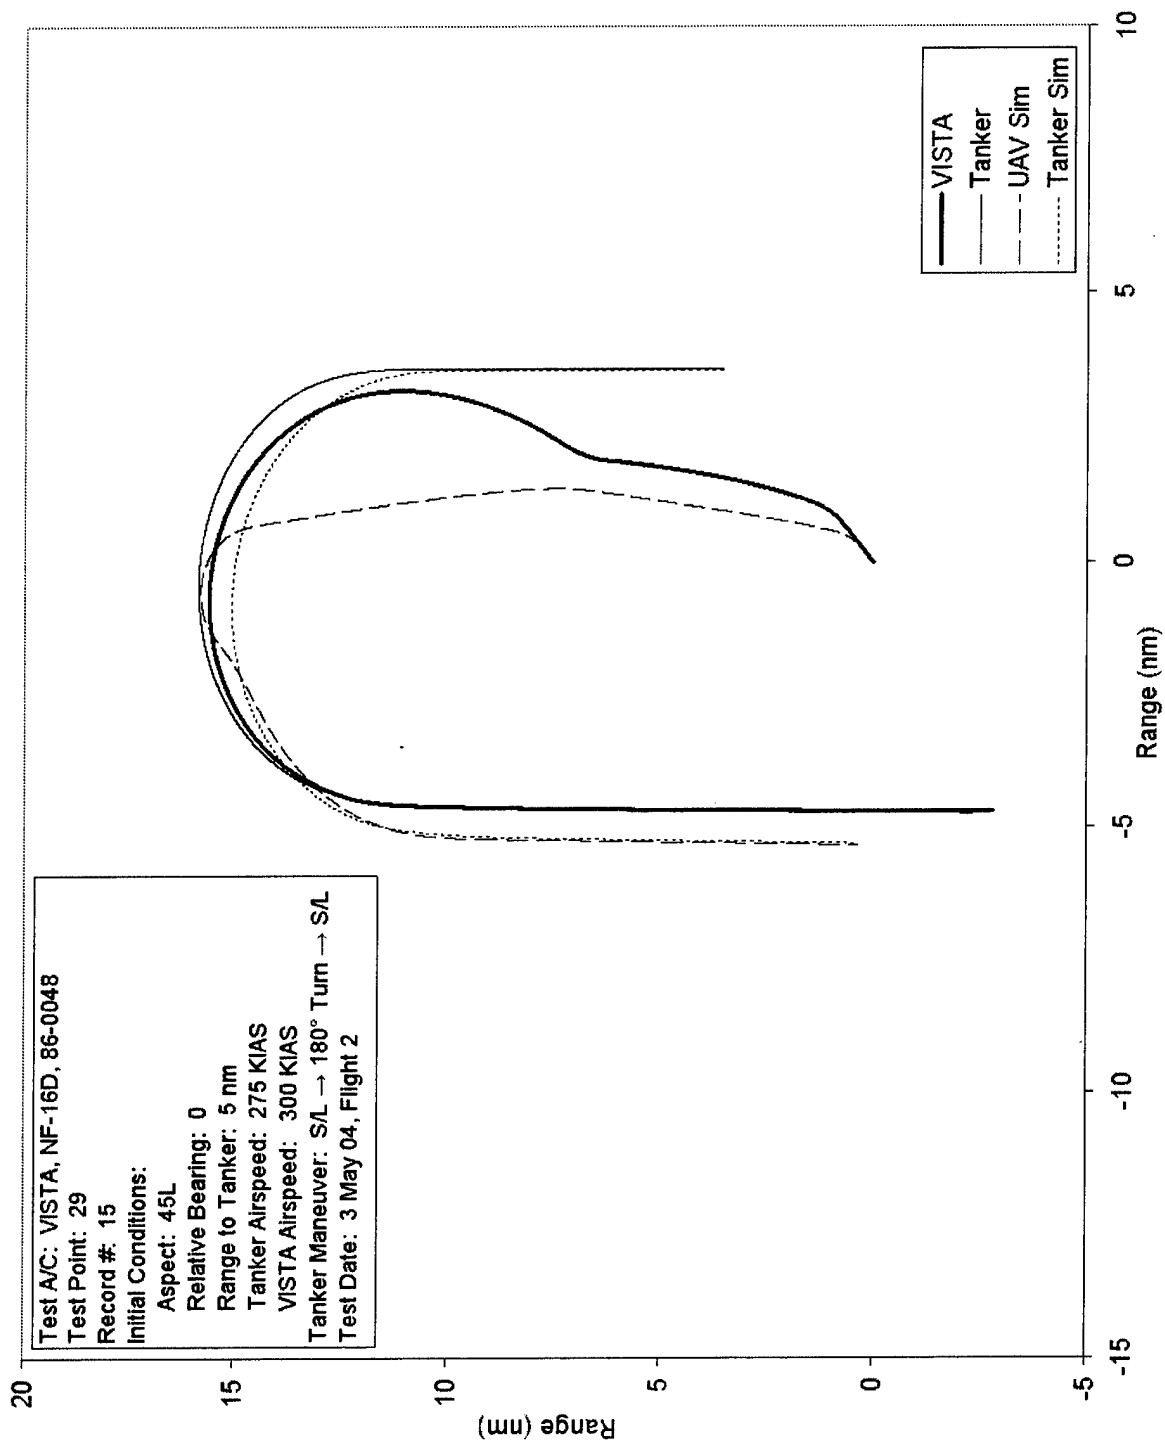 Test A/C: VISTA, NF-16D, 86-0048
Test Point: 29
Record #: 15
Initial Conditions:
Aspect: 45L
Relative Bearing: 0
Range to Tanker: 5 nm
Tanker Airspeed: 275 KIAS
VISTA Airspeed: 300 KIAS
Tanker Maneuver: S/L → 180° Turn → S/L
Test Date: 3 May 04, Flight 2
20
15
10
5
0
-5
Range (nm)
-15
-10
-5
0
5
10
Range (nm)
VISTA
Tanker
UAV Sim
Tanker Sim